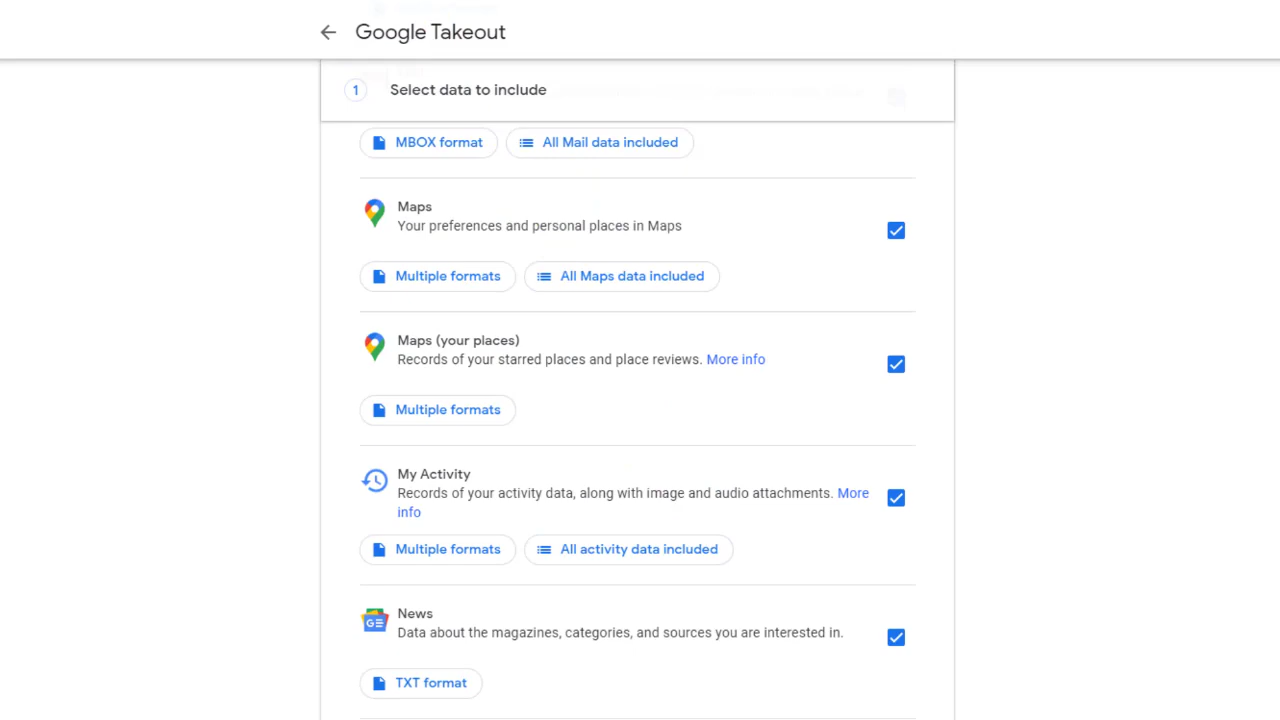 Google Takeout
1 Select data to include
MBOX format All Mail data included
Maps
Your preferences and personal places in Maps
Multiple formats All Maps data included
Maps (your places)
Records of your starred places and place reviews. More info
Multiple formats
My Activity
Records of your activity data, along with image and audio attachments. More
info
Multiple formats All activity data included
GE News
Data about the magazines, categories, and sources you are interested in.
TXT format